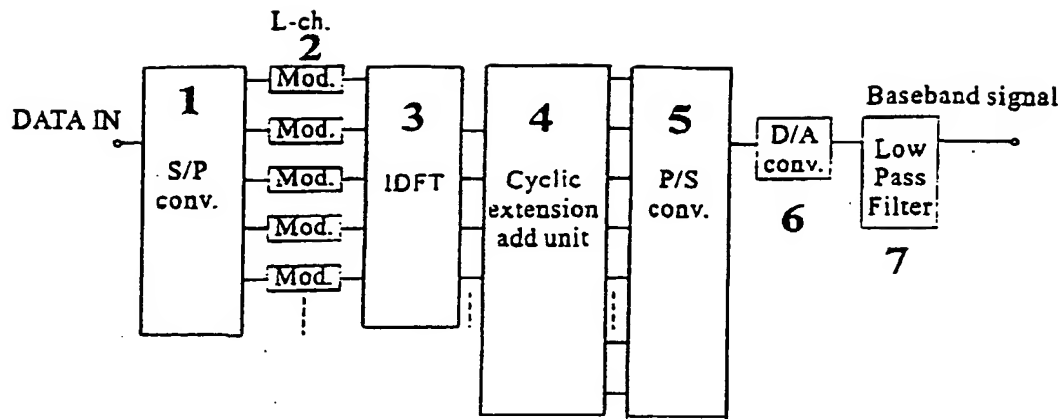 L-ch.
2
Mod.
Mod.
Mod.
Mod.
Mod.
DATA IN
1
S/P
conv.
3
IDFT
4
Cyclic
extension
add unit
5
P/S
conv.
D/A
conv.
6
Baseband signal
Low
Pass
Filter
7